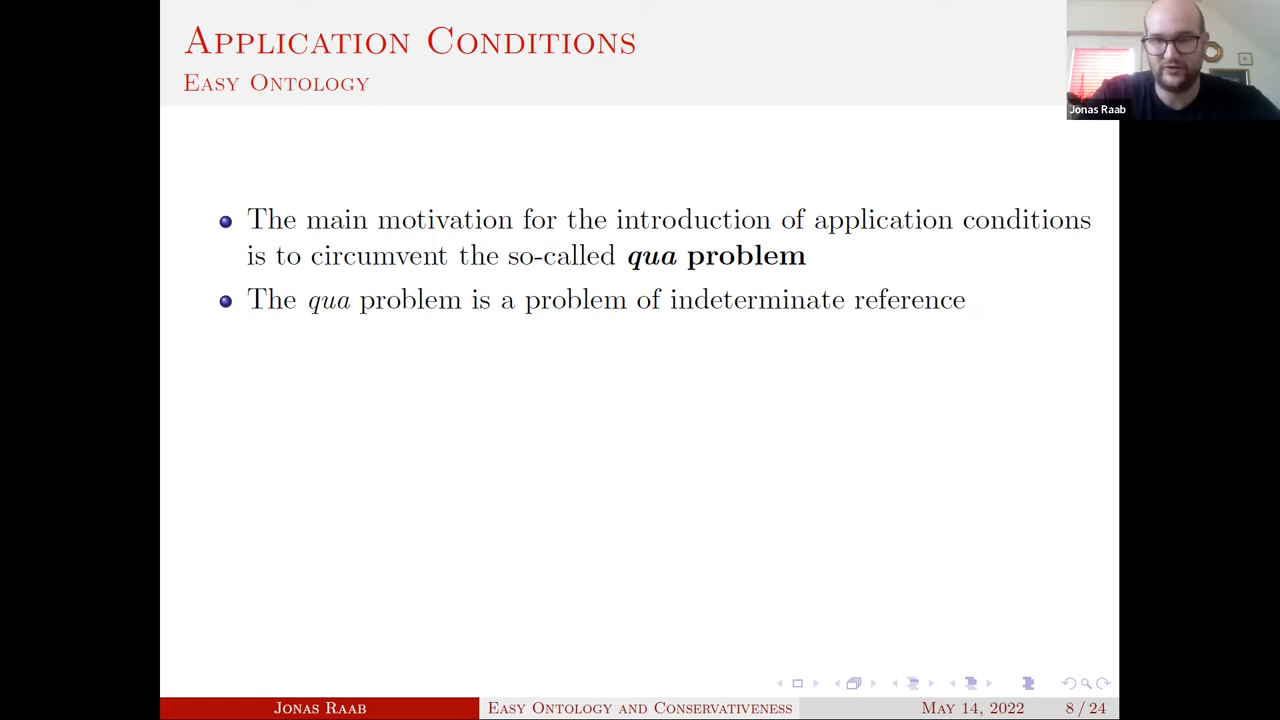 APPLICATION CONDITIONS
EASY ONTOLOGY
Jonas Raab
The main motivation for the introduction of application conditions
is to circumvent the so-called qua problem
The qua problem is a problem of indeterminate reference
JONAS RAAB
EASY ONTOLOGY AND CONSERVATIVENESS
MAY 14, 2022
8 / 24